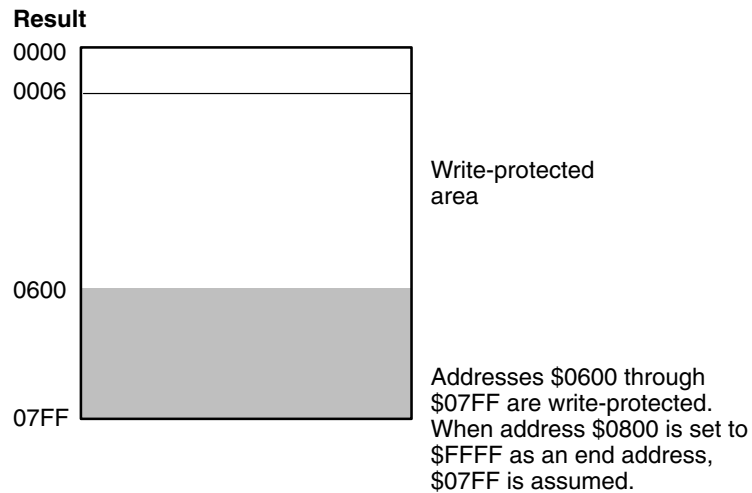 Result
0000
0006
Write-protected
area
0600
Addresses $0600 through
$07FF are write-protected.
07FF
When address $0800 is set to
$FFFF as an end address,
$07FF is assumed.